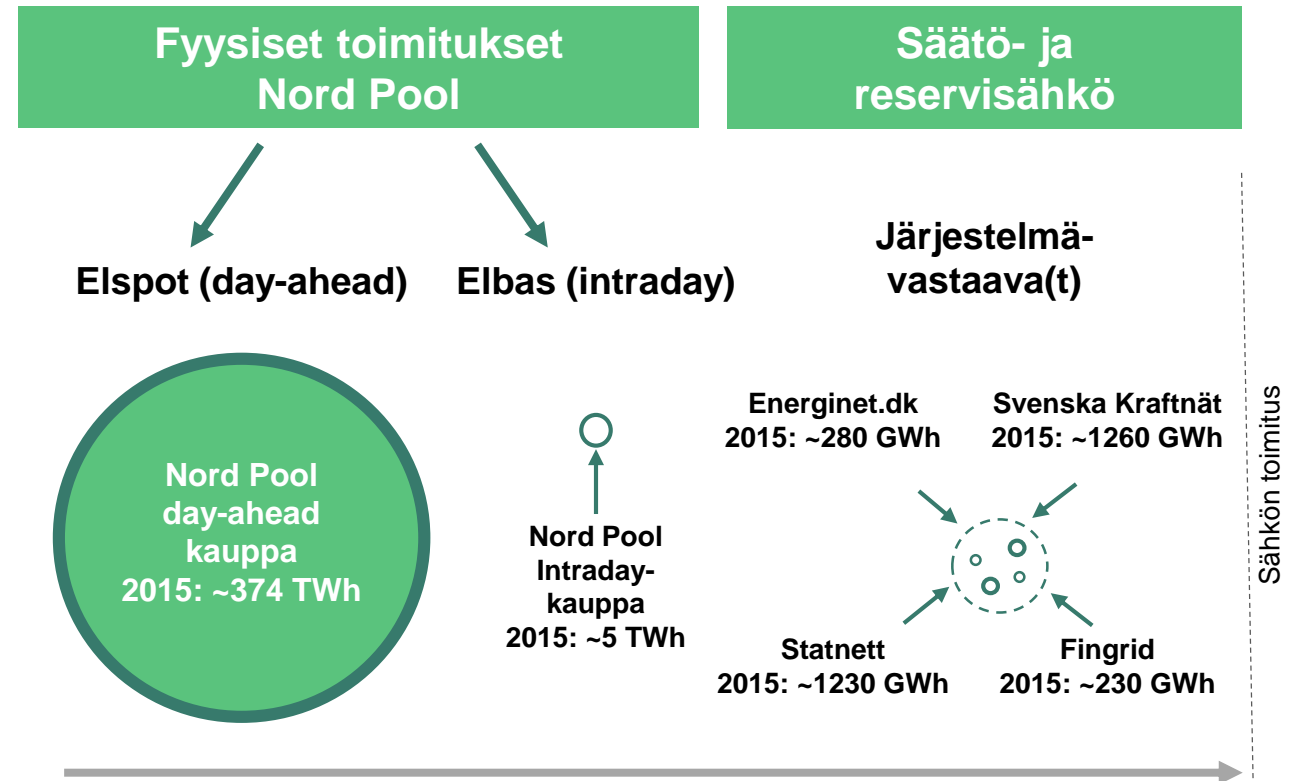 Fyysiset toimitukset
Nord Pool
Säätö- ja
reservisähkö
Elspot (day-ahead)
Elbas (intraday)
Järjestelmä-
vastaava(t)
Nord Pool
day-ahead
kauppa
2015: ~374 TWh
Nord Pool
Intraday-
kauppa
2015: ~5 TWh
Energinet.dk
2015: ~280 GWh
Svenska Kraftnät
2015: ~1260 GWh
Statnett
2015: ~1230 GWh
Fingrid
2015: ~230 GWh
Sähkön toimitus